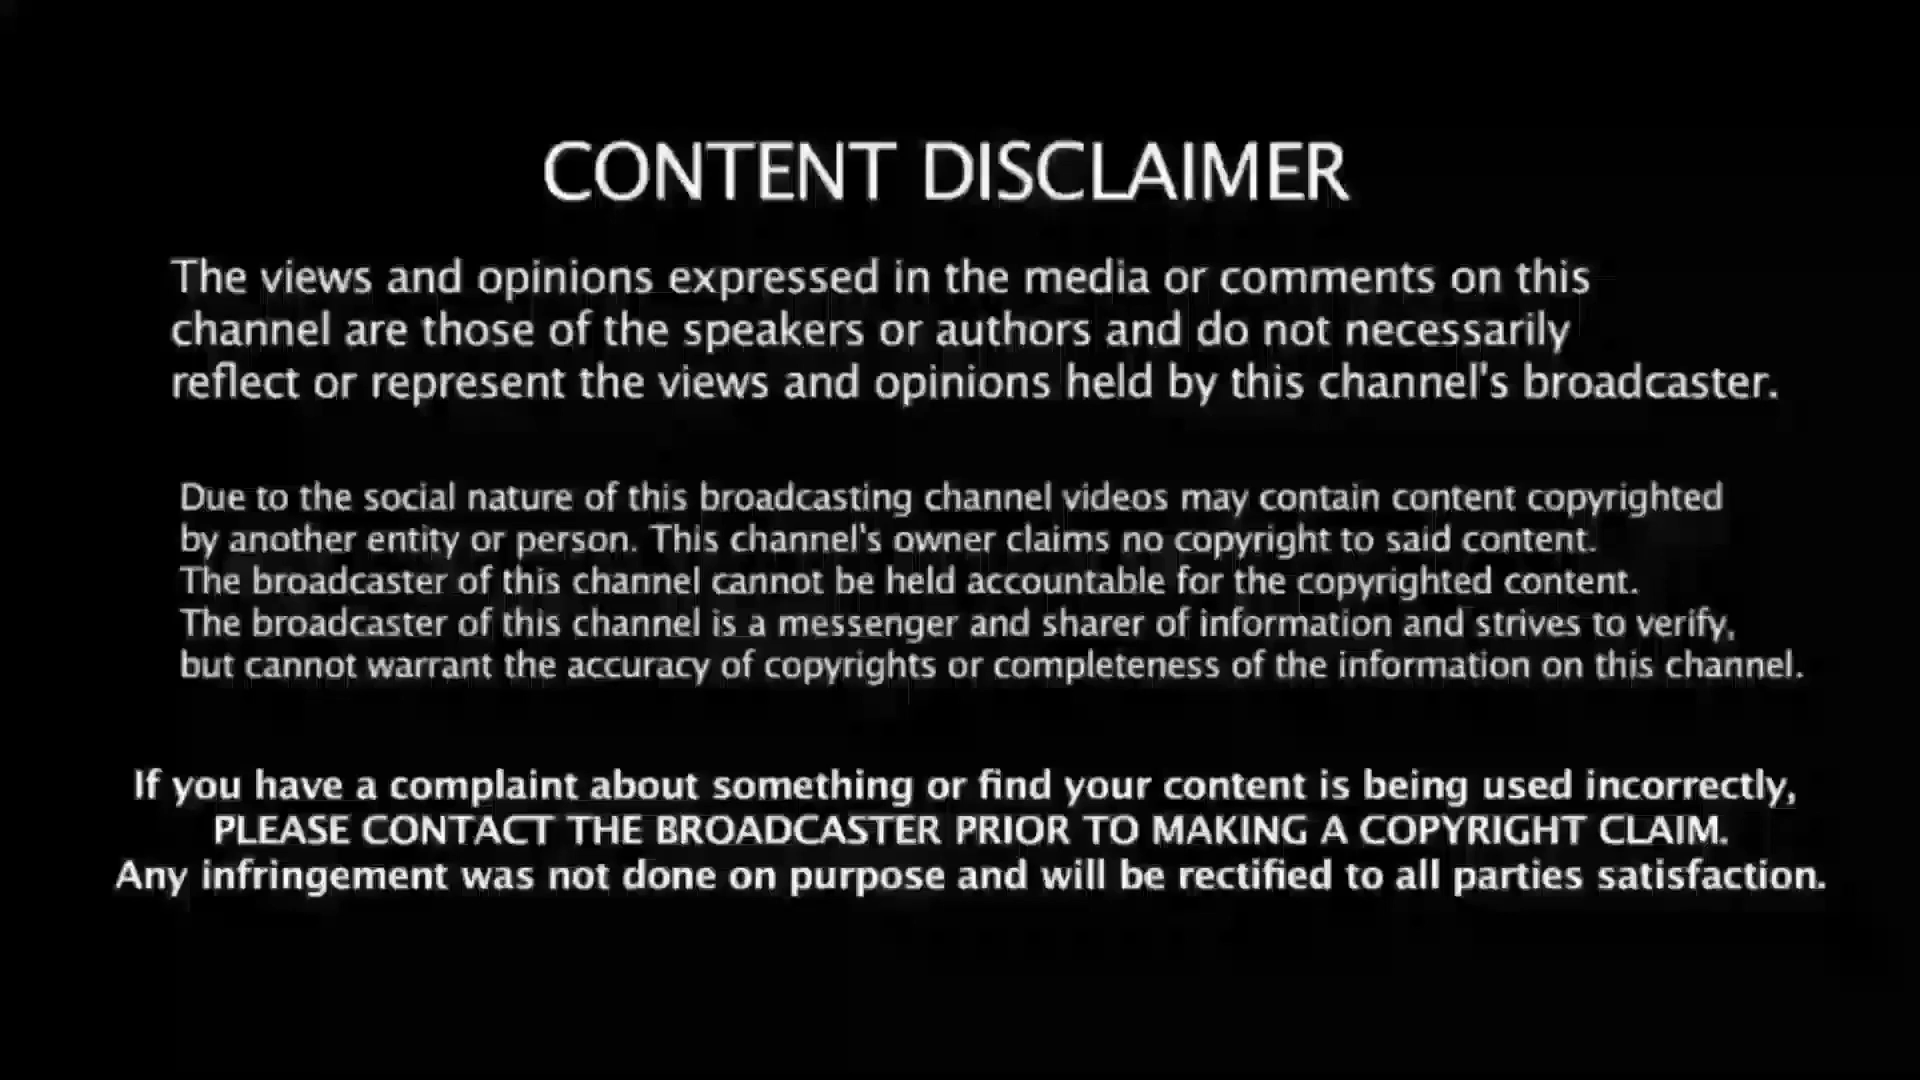 CONTENT DISCLAIMER
The views and opinions expressed in the media or comments on this
channel are those of the speakers or authors and do not necessarily
reflect or represent the views and opinions held by this channel's broadcaster.
Due to the social nature of this broadcasting channel videos may contain content copyrighted
by another entity or person. This channel's owner claims no copyright to said content.
The broadcaster of this channel cannot be held accountable for the copyrighted content.
The broadcaster of this channel is a messenger and sharer of information and strives to verify,
but cannot warrant the accuracy of copyrights or completeness of the information on this channel.
If you have a complaint about something or find your content is being used incorrectly,
PLEASE CONTACT THE BROADCASTER PRIOR TO MAKING A COPYRIGHT CLAIM.
Any infringement was not done on purpose and will be rectified to all parties satisfaction.